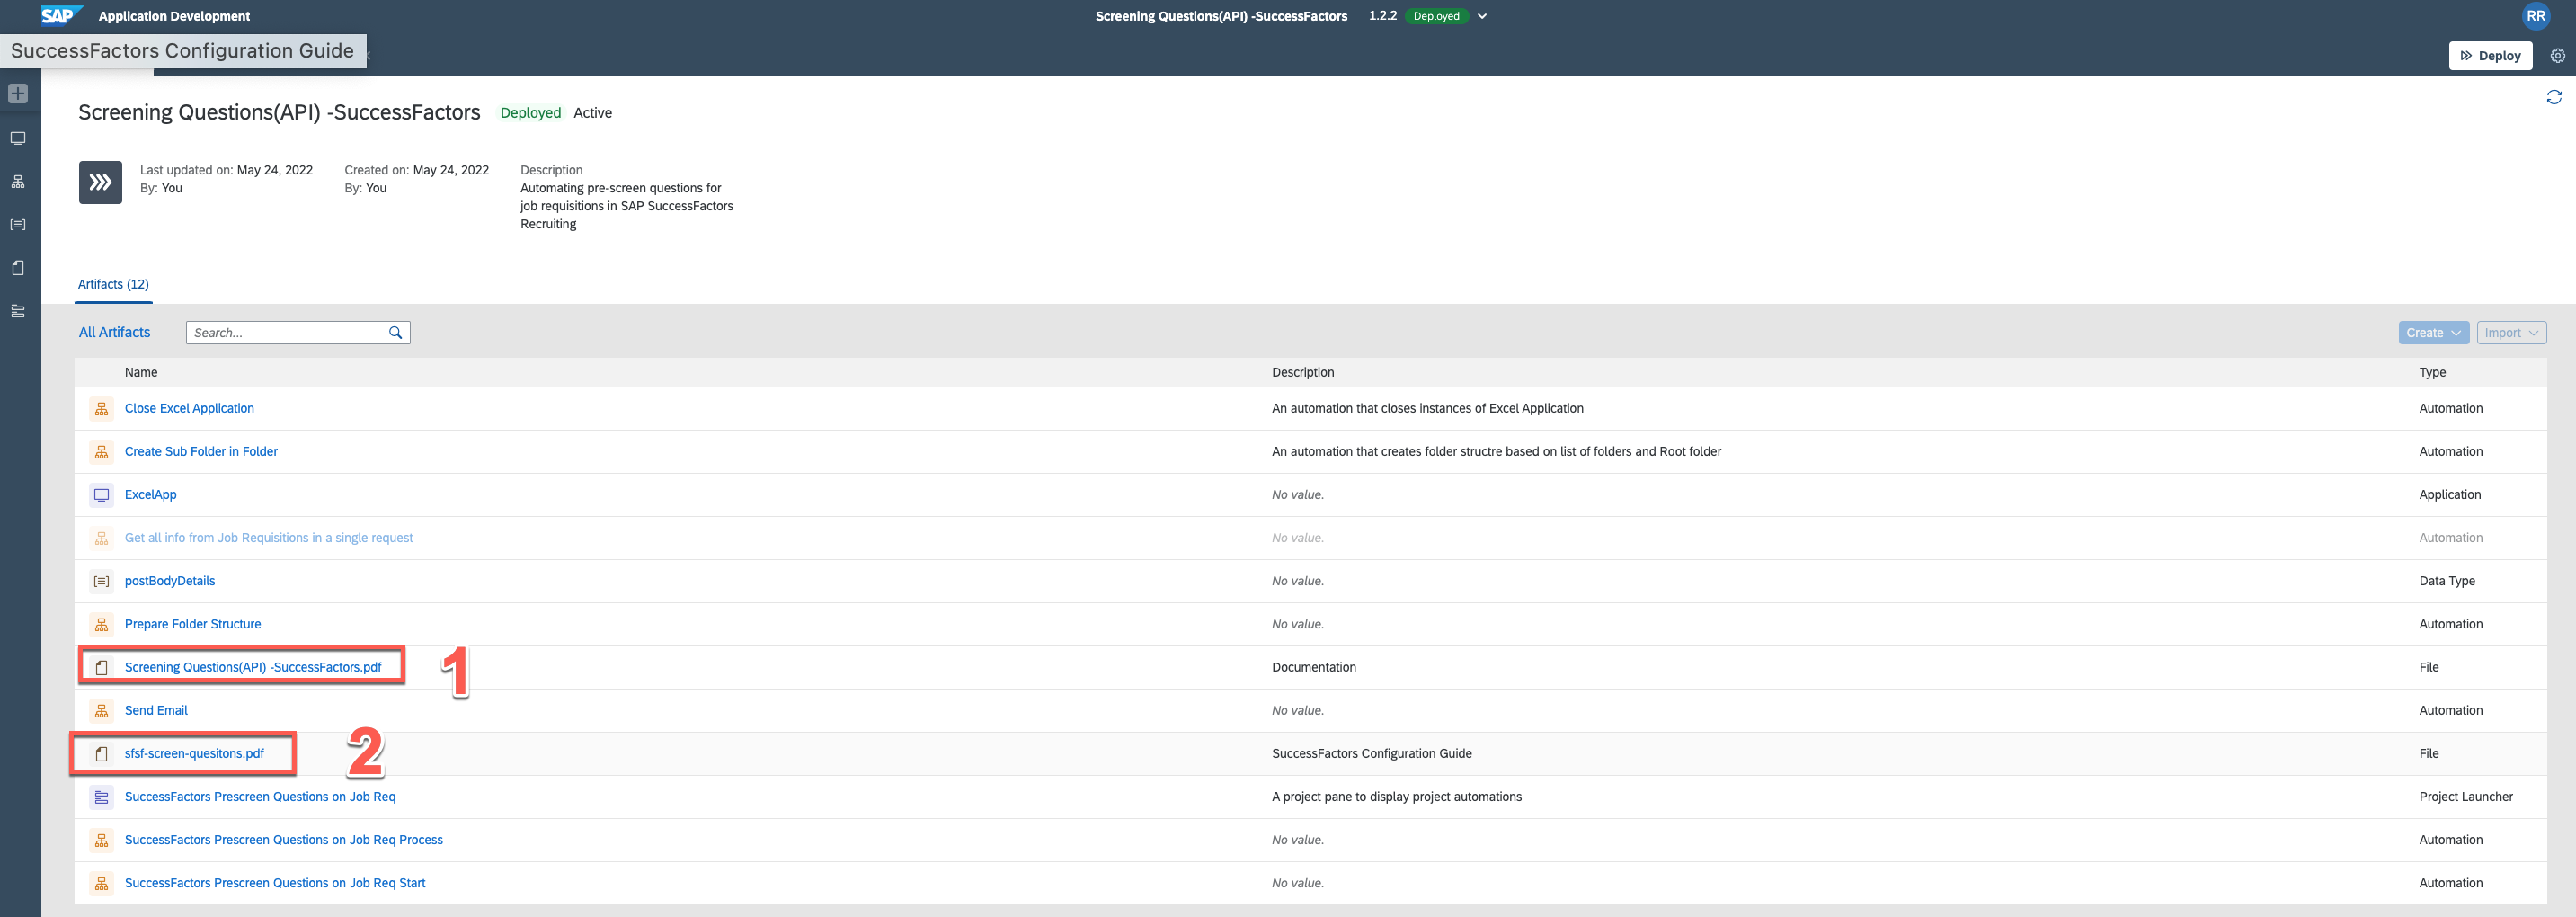 SAP Application Development
Screening Questions(API) -SuccessFactors 1.2.2 Deployed
RR
SuccessFactors Configuration Guide
Deploy
Screening Questions(API) -SuccessFactors Deployed Active
Last updated on: May 24, 2022
By: You
Created on: May 24, 2022
By: You
Description
Automating pre-screen questions for
job requisitions in SAP SuccessFactors
Recruiting
Artifacts (12)
All Artifacts Search... Create Import
Name Description Type
Close Excel Application An automation that closes instances of Excel Application Automation
Create Sub Folder in Folder An automation that creates folder structre based on list of folders and Root folder Automation
ExcelApp No value. Application
Get all info from Job Requisitions in a single request No value. Automation
postBodyDetails No value. Data Type
Prepare Folder Structure No value. Automation
Screening Questions(API) -SuccessFactors.pdf 1 Documentation File
Send Email No value. Automation
sfsf-screen-quesitons.pdf 2 SuccessFactors Configuration Guide File
SuccessFactors Prescreen Questions on Job Req A project pane to display project automations Project Launcher
SuccessFactors Prescreen Questions on Job Req Process No value. Automation
SuccessFactors Prescreen Questions on Job Req Start No value. Automation